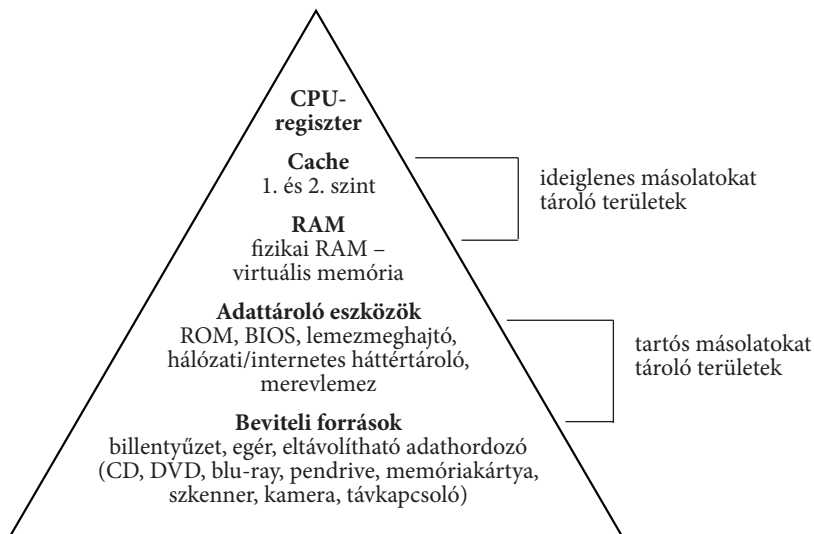 CPU-
regiszter
Cache
1. és 2. szint
ideiglenes másolatokat
tároló területek
RAM
fizikai RAM –
virtuális memória
Adattároló eszközök
ROM, BIOS, lemezmeghajtó,
hálózati/internetes háttértároló,
merevlemez
tartós másolatokat
tároló területek
Beviteli források
billentyűzet, egér, eltávolítható adathordozó
(CD, DVD, blu-ray, pendrive, memóriakártya,
szkenner, kamera, távkapcsoló)